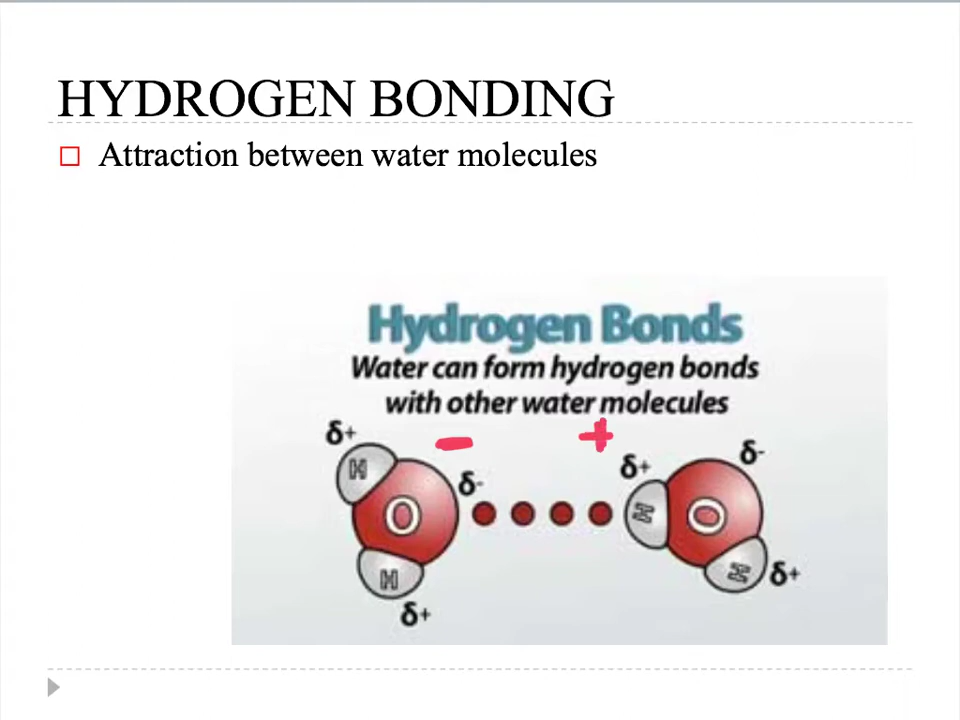 HYDROGEN BONDING
Attraction between water molecules
Hydrogen Bonds
Water can form hydrogen bonds
with other water molecules
δ+
- +
H δ- δ+ δ-
O H O
H H δ+
δ+